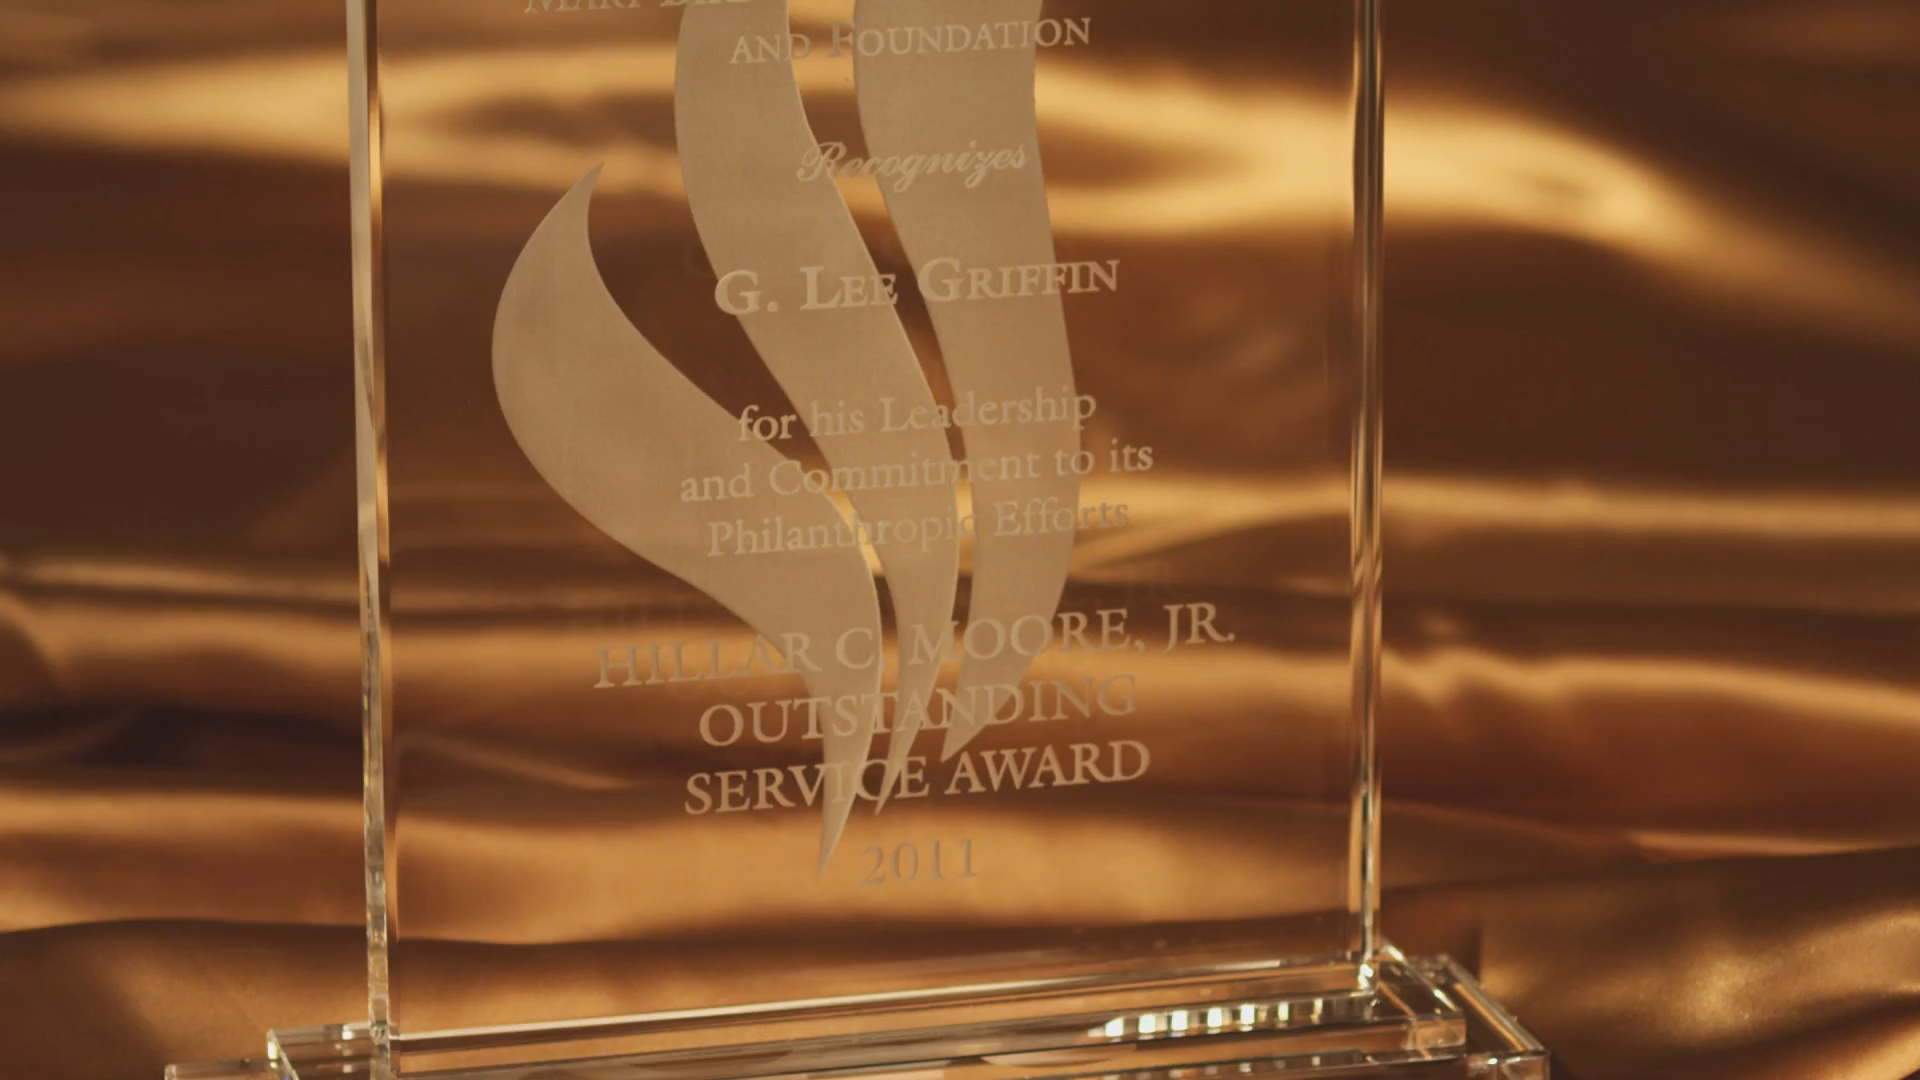 MARY
AND FOUNDATION
Recognizes
G. LEE GRIFFIN
for his Leadership
and Commitment to its
Philanthropic Efforts
HILLAR C. MOORE, JR.
OUTSTANDING
SERVICE AWARD
2011